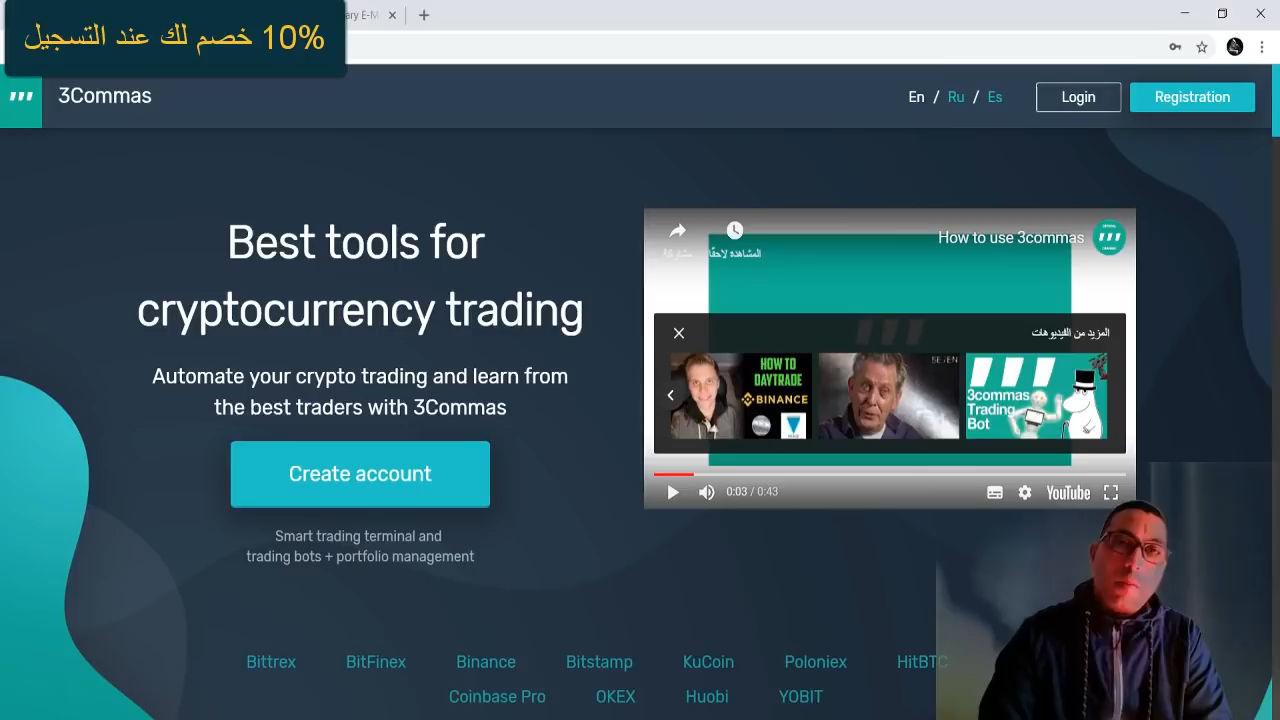 10% خصم لك عند التسجيل
ary E-M
3Commas
En / Ru / Es
Login
Registration
Best tools for
cryptocurrency trading
Automate your crypto trading and learn from
the best traders with 3Commas
Create account
Smart trading terminal and
trading bots + portfolio management
How to use 3commas
المشاهدة لاحقًا
مشاركة
المزيد من الفيديوهات
HOW TO
DAYTRADE
BINANCE
SE7EN
3commas
Trading
Bot
0:03 / 0:43
YouTube
Bittrex
BitFinex
Binance
Bitstamp
KuCoin
Poloniex
HitBTC
Coinbase Pro
OKEX
Huobi
YOBIT